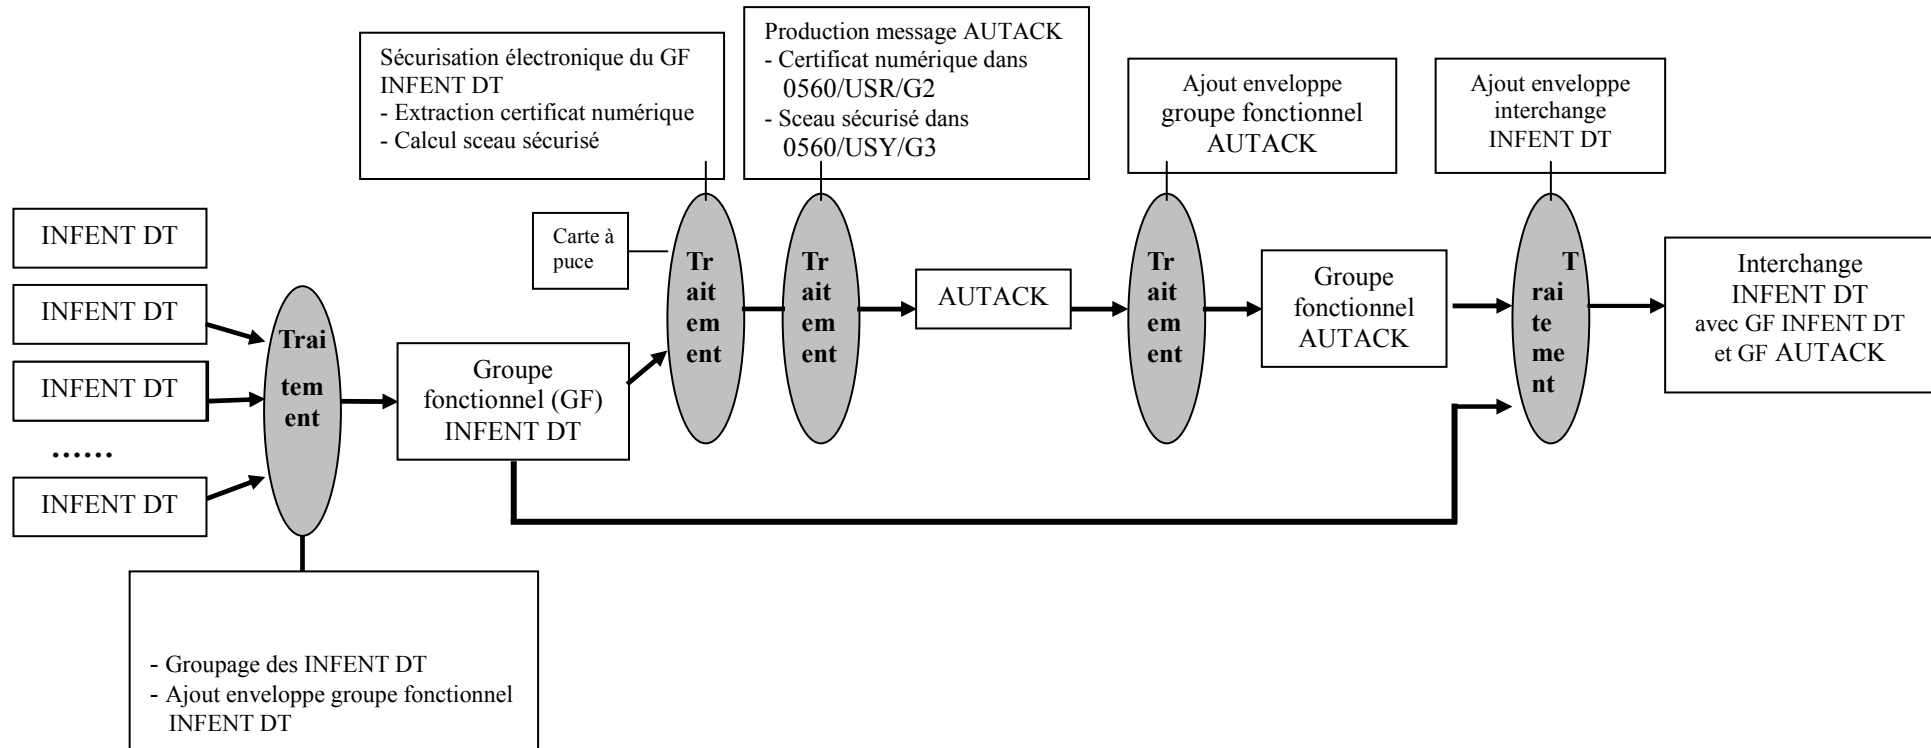 Sécurisation électronique du GF
INFENT DT
- Extraction certificat numérique
- Calcul sceau sécurisé
Production message AUTACK
- Certificat numérique dans
0560/USR/G2
- Sceau sécurisé dans
0560/USY/G3
Ajout enveloppe
groupe fonctionnel
AUTACK
Ajout enveloppe
interchange
INFENT DT
INFENT DT
INFENT DT
INFENT DT
......
INFENT DT
Trai
tem
ent
Groupe
fonctionnel (GF)
INFENT DT
Carte à
puce
Tr
ait
em
ent
Tr
ait
em
ent
AUTACK
Tr
ait
em
ent
Groupe
fonctionnel
AUTACK
T
rai
te
me
nt
Interchange
INFENT DT
avec GF INFENT DT
et GF AUTACK
- Groupage des INFENT DT
- Ajout enveloppe groupe fonctionnel
INFENT DT